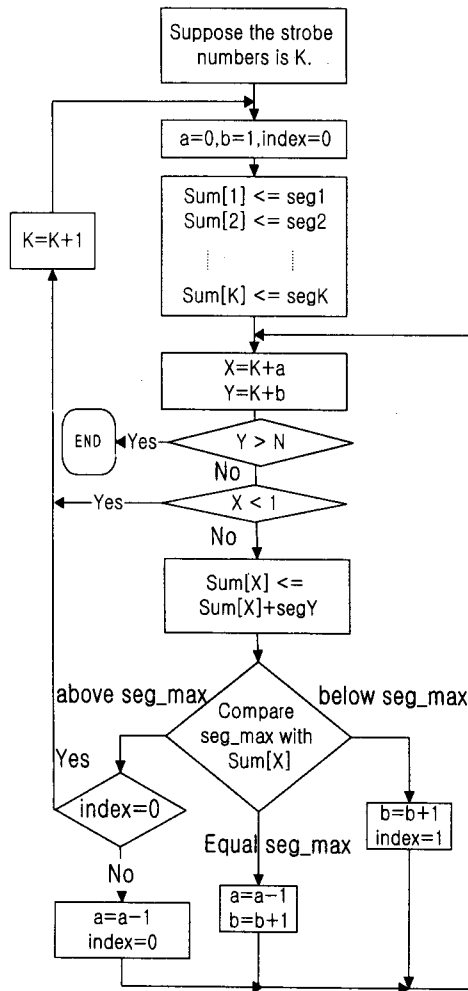 Suppose the strobe
numbers is K.
a=0,b=1,index=0
Sum[1] <= seg1
Sum[2] <= seg2
Sum[K] <= segK
K=K+1
X=K+a
Y=K+b
Y > N
Yes
END
No
X < 1
Yes
No
Sum[X] <=
Sum[X]+segY
above seg_max
below seg_max
Compare
seg_max with
Sum[X]
Yes
index=0
No
Equal seg_max
b=b+1
index=1
a=a-1
index=0
a=a-1
b=b+1